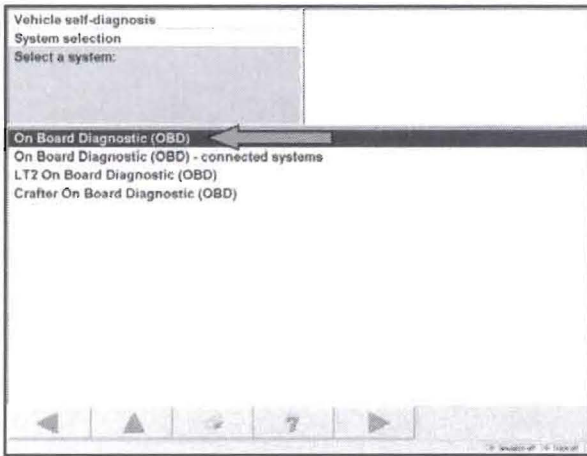 Vehicle self-diagnosis
System selection
Select a system:
On Board Diagnostic (OBD)
On Board Diagnostic (OBD) - connected systems
LT2 On Board Diagnostic (OBD)
Crafter On Board Diagnostic (OBD)
?